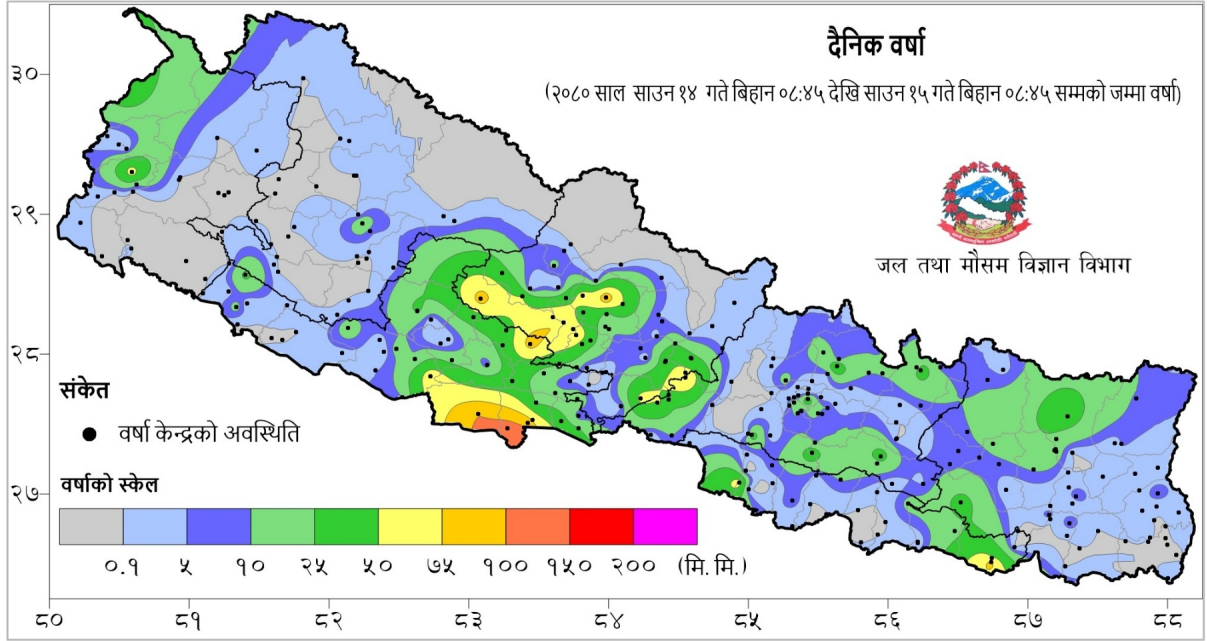 दैनिक वर्षा
(२०८० साल साउन १४ गते बिहान ०८:४५ देखि साउन १५ गते बिहान ०८:४५ सम्मको जम्मा वर्षा)
जल तथा मौसम विज्ञान विभाग
३०
२९
२८
२७
संकेत
वर्षा केन्द्रको अवस्थिति
वर्षाको स्केल
०.१ ५ १० २५ ५० ७५ १०० १५० २०० (मि. मि.)
८० ८१ ८२ ८३ ८४ ८५ ८६ ८७ ८८